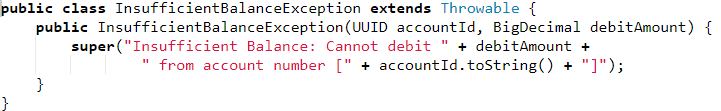 public class InsufficientBalanceException extends Throwable {
    public InsufficientBalanceException(UUID accountId, BigDecimal debitAmount) {
        super("Insufficient Balance: Cannot debit " + debitAmount +
                " from account number [" + accountId.toString() + "]");
    }
}